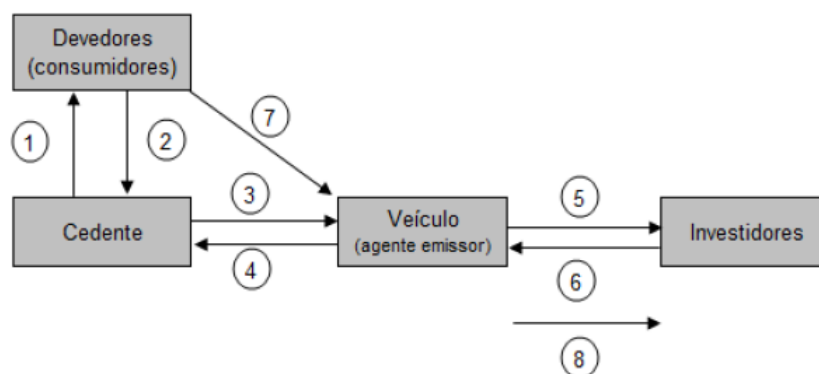 Devedores
(consumidores)
7
1
2
3
5
Cedente
Veículo
(agente emissor)
Investidores
4
6
8